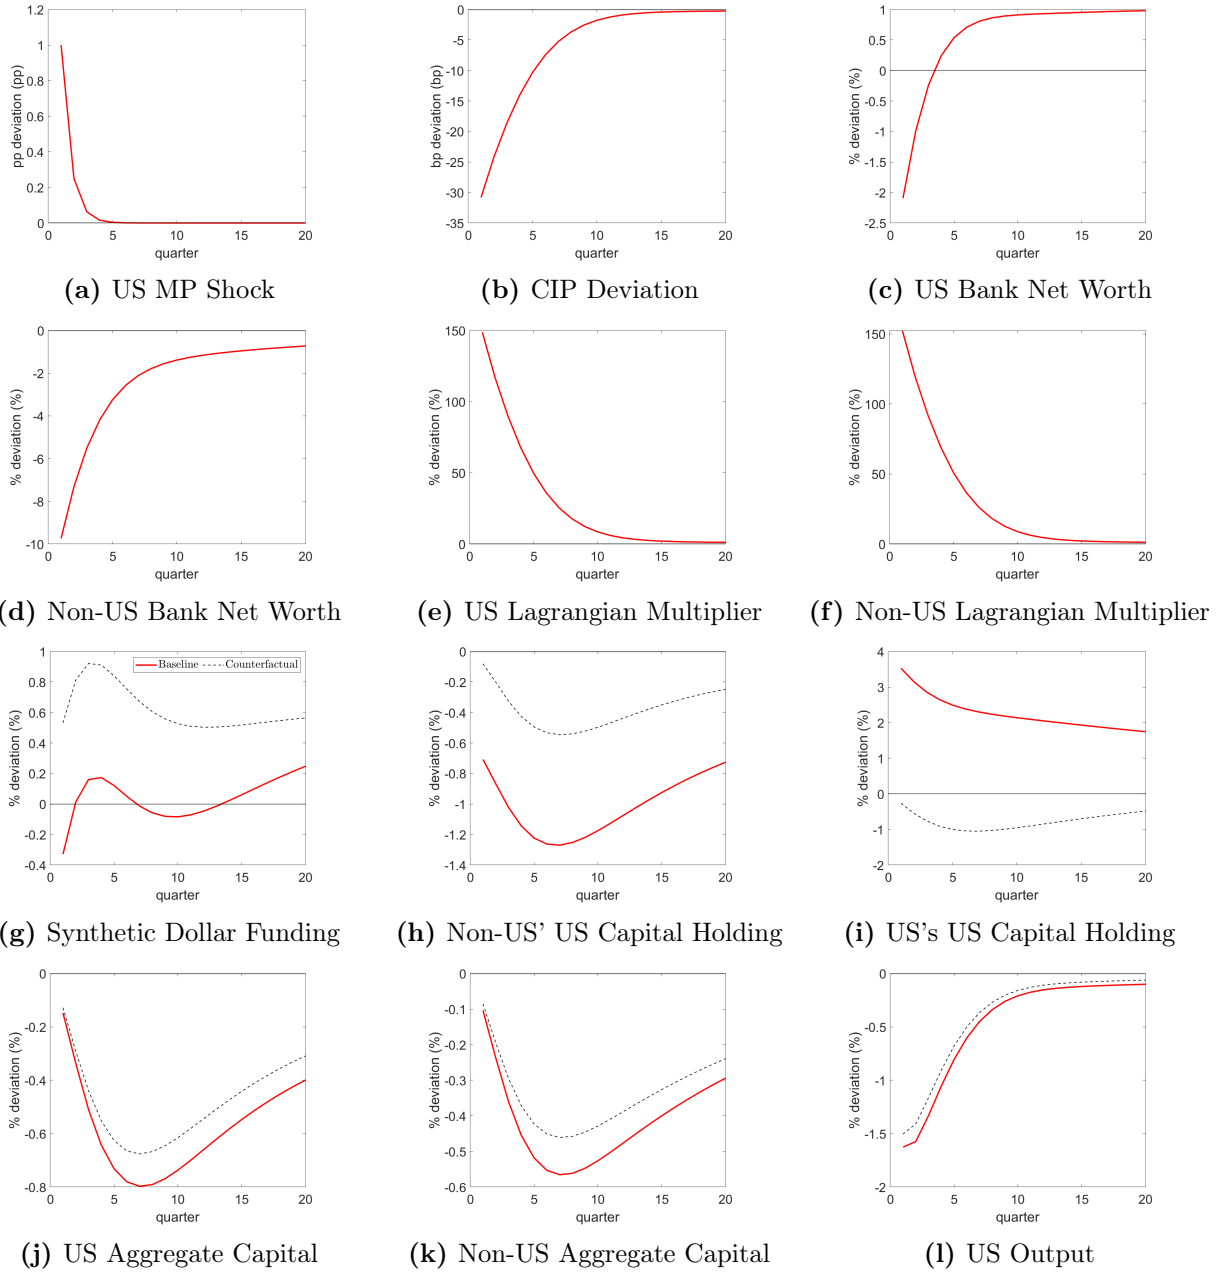 1.2
1
0.8
0.6
0.4
0.2
0
0 5 10 15 20
pp deviation (pp)
quarter
(a) US MP Shock
0
-5
-10
-15
-20
-25
-30
-35
0 5 10 15 20
bp deviation (bp)
quarter
(b) CIP Deviation
1
0.5
0
-0.5
-1
-1.5
-2
-2.5
0 5 10 15 20
% deviation (%)
quarter
(c) US Bank Net Worth
0
-2
-4
-6
-8
-10
0 5 10 15 20
% deviation (%)
quarter
(d) Non-US Bank Net Worth
150
100
50
0
0 5 10 15 20
% deviation (%)
quarter
(e) US Lagrangian Multiplier
150
100
50
0
0 5 10 15 20
% deviation (%)
quarter
(f) Non-US Lagrangian Multiplier
1
0.8
0.6
0.4
0.2
0
-0.2
-0.4
0 5 10 15 20
% deviation (%)
Baseline Counterfactual
quarter
(g) Synthetic Dollar Funding
0
-0.2
-0.4
-0.6
-0.8
-1
-1.2
-1.4
0 5 10 15 20
% deviation (%)
quarter
(h) Non-US' US Capital Holding
4
3
2
1
0
-1
-2
0 5 10 15 20
% deviation (%)
quarter
(i) US's US Capital Holding
0
-0.2
-0.4
-0.6
-0.8
0 5 10 15 20
% deviation (%)
quarter
(j) US Aggregate Capital
0
-0.1
-0.2
-0.3
-0.4
-0.5
-0.6
0 5 10 15 20
% deviation (%)
quarter
(k) Non-US Aggregate Capital
0
-0.5
-1
-1.5
-2
0 5 10 15 20
% deviation (%)
quarter
(l) US Output